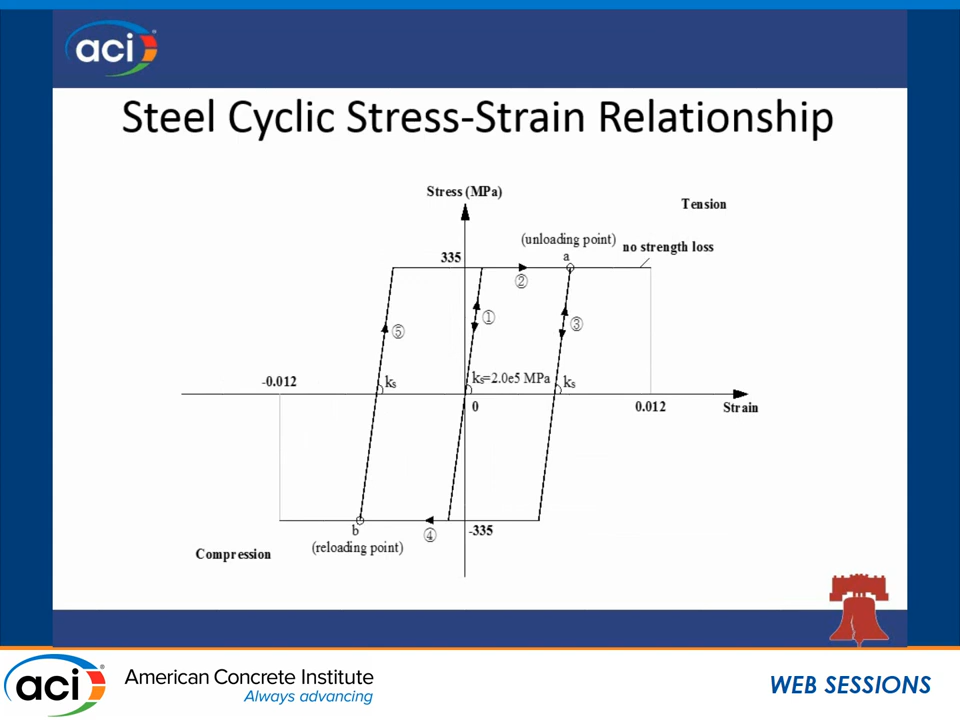 aci
Steel Cyclic Stress-Strain Relationship
Stress (MPa)
Tension
(unloading point)
no strength loss
335
a
②
①
③
⑤
-0.012
kₛ
kₛ=2.0e5 MPa
kₛ
0
0.012
Strain
b
④
-335
(reloading point)
Compression
aci
American Concrete Institute
Always advancing
WEB SESSIONS